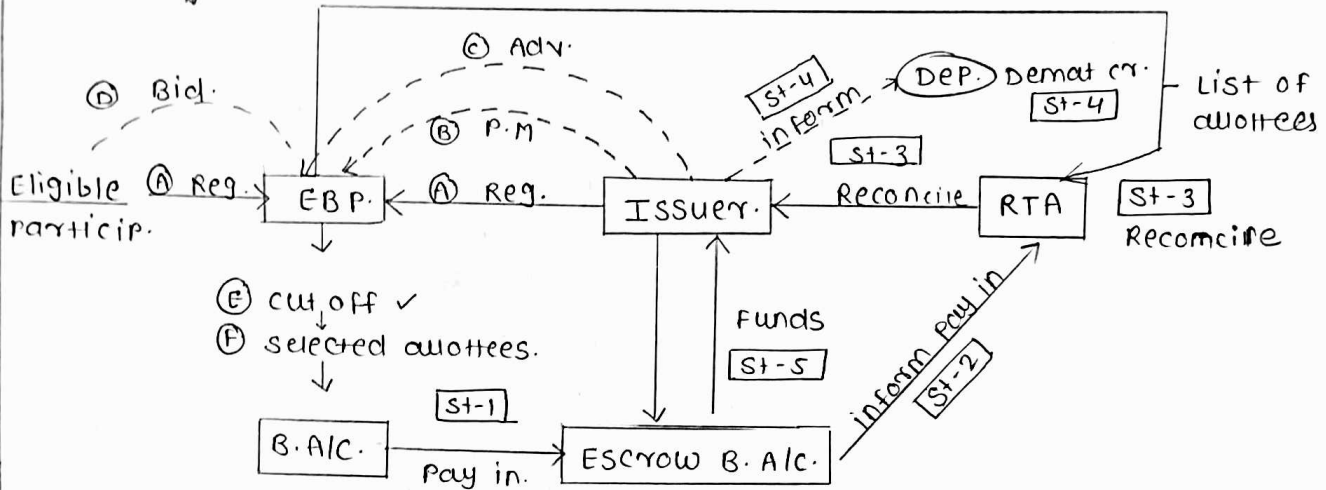 Ⓒ Adv.
Ⓓ Bid.
St-4
inform
Dep. Demat cr.
St-4
List of
allottees
Ⓑ P.M
St-3
Eligible
particip.
Ⓐ Reg.
EBP.
Ⓐ Reg.
Issuer.
Reconcile
RTA
St-3
Reconcile
Ⓔ cut off ✓
Ⓕ selected allottees.
Funds
St-5
inform pay in
St-2
St-1
B. A/C.
Pay in.
Escrow B. A/C.